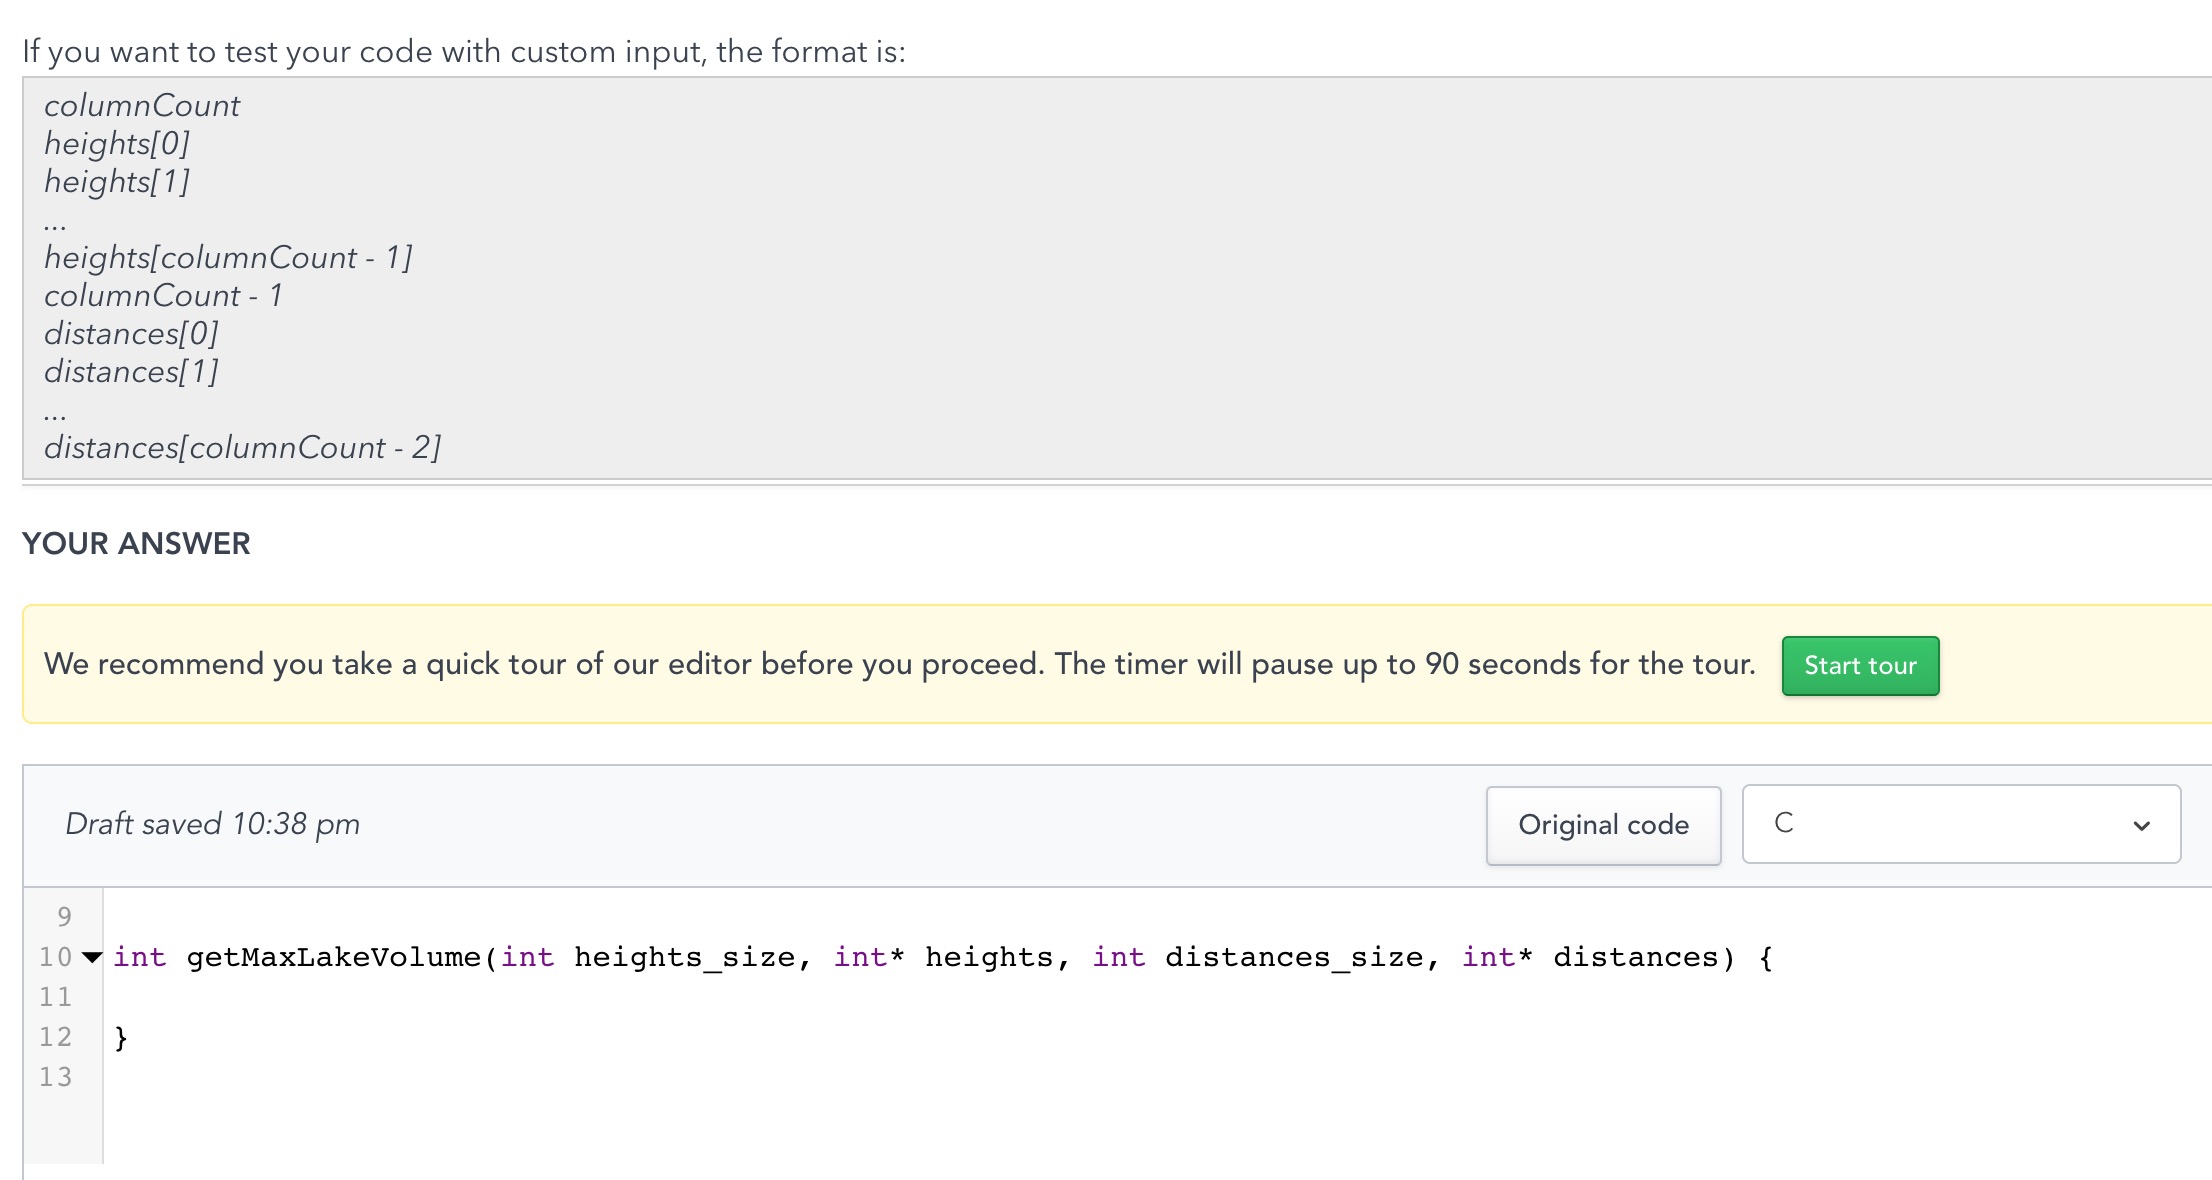 If you want to test your code with custom input, the format is:
columnCount
heights[0]
heights[1]
...
heights[columnCount - 1]
columnCount - 1
distances[0]
distances[1]
...
distances[columnCount - 2]
YOUR ANSWER
We recommend you take a quick tour of our editor before you proceed. The timer will pause up to 90 seconds for the tour. Start tour
Draft saved 10:38 pm Original code C
9
10 int getMaxLakeVolume(int heights_size, int* heights, int distances_size, int* distances) {
11
12 }
13